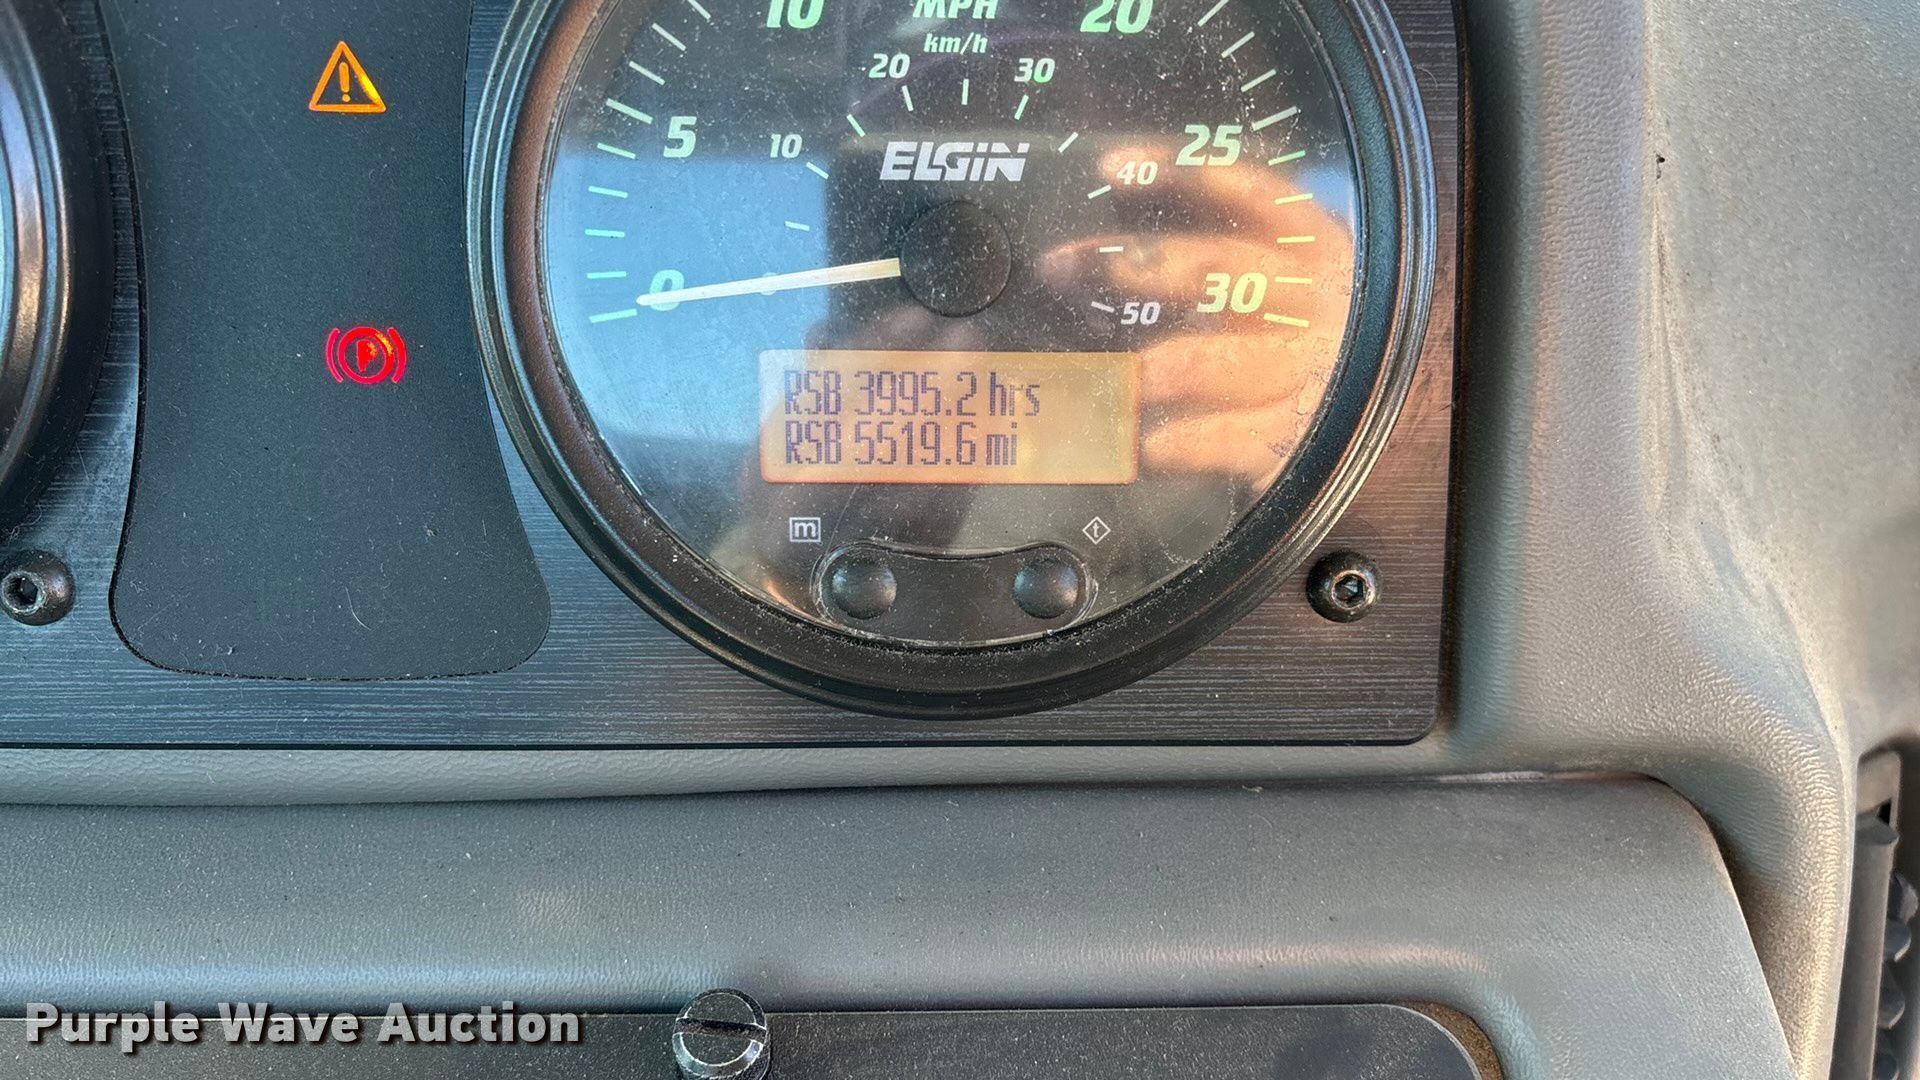 10 MPH 20
km/h
20 30
5 10 ELGIN 40 25
0 0 50 30
RSB 3995.2 hrs
RSB 5519.6 mi
m t
P
Purple Wave Auction